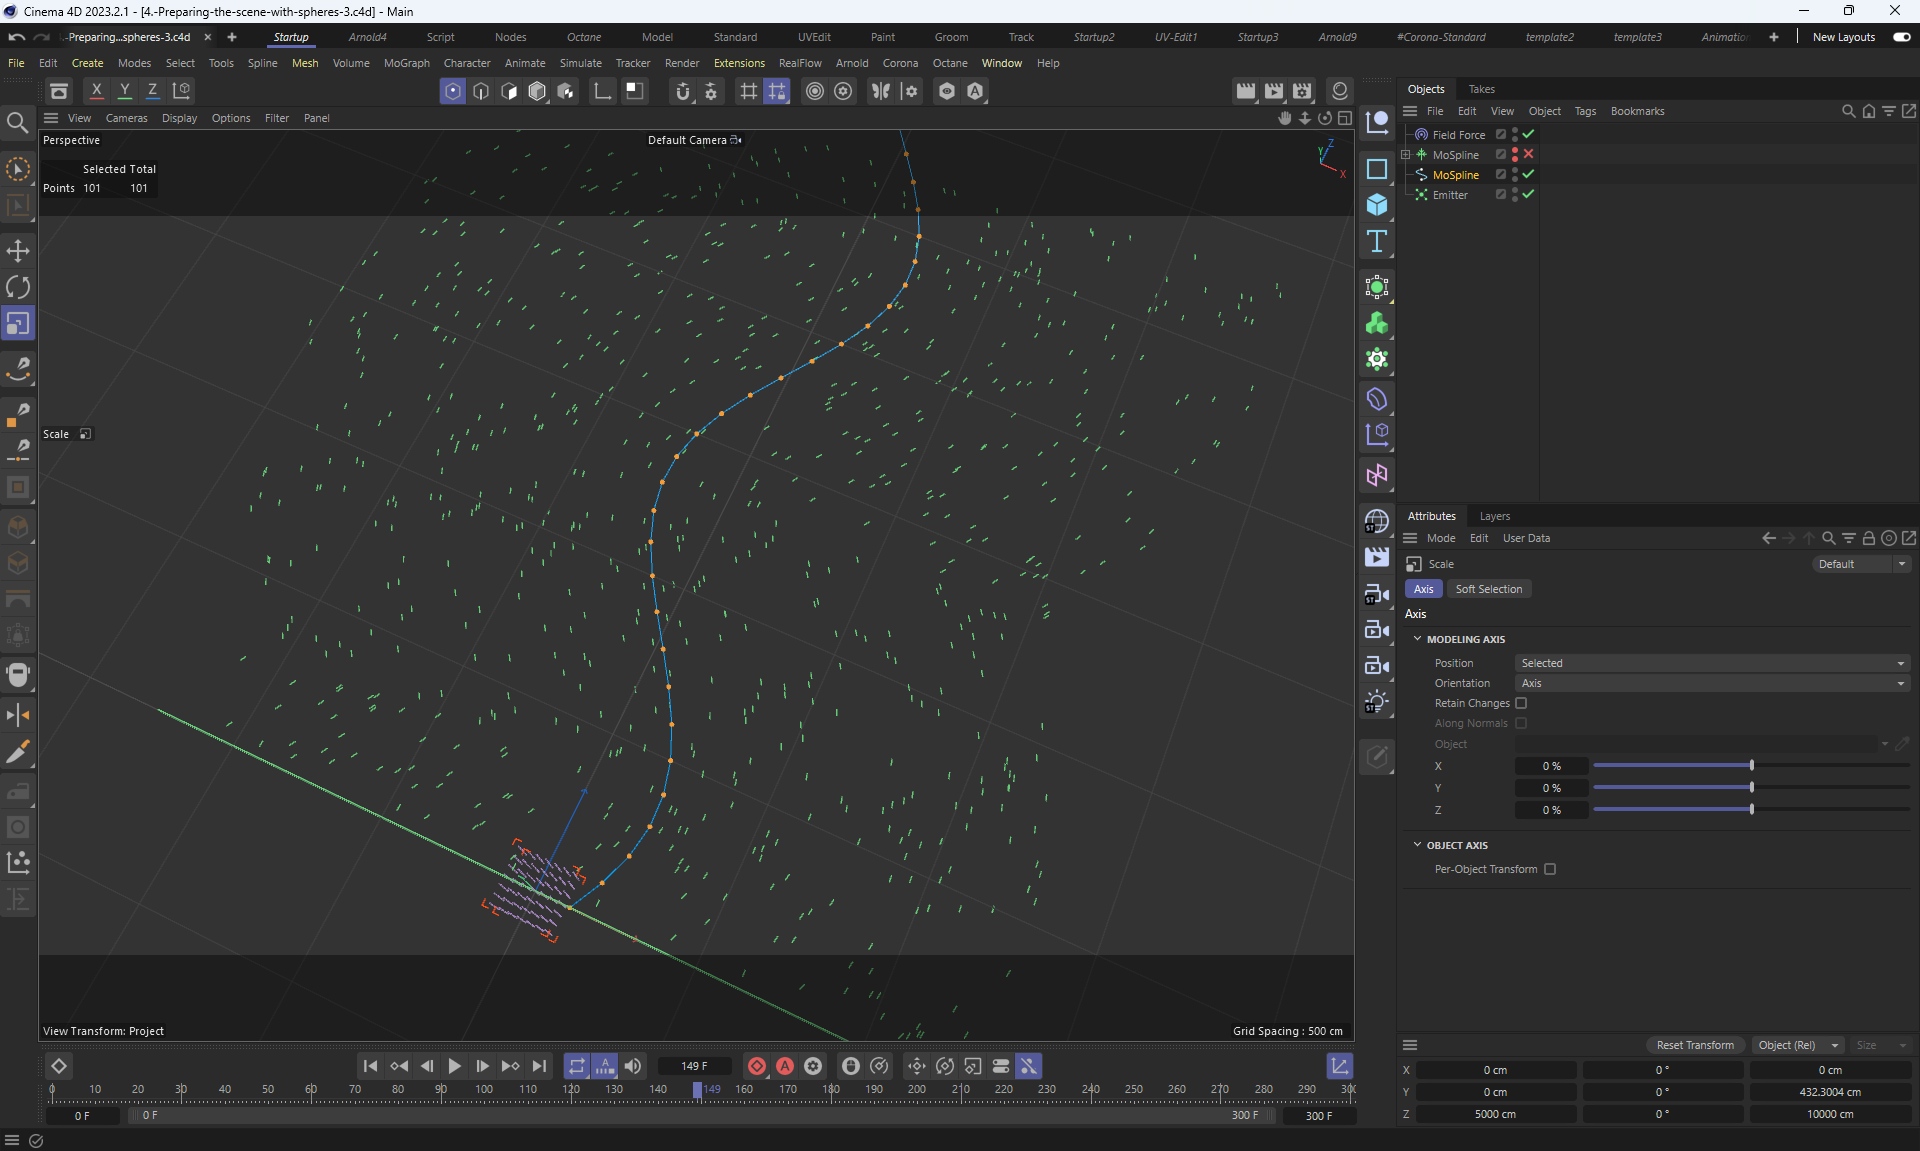 Cinema 4D 2023.2.1 - [4.-Preparing-the-scene-with-spheres-3.c4d] - Main
.-Preparing...spheres-3.c4d
Startup
Arnold4
Script
Nodes
Octane
Model
Standard
UVEdit
Paint
Groom
Track
Startup2
UV-Edit1
Startup3
Arnold9
#Corona-Standard
template2
template3
Animatio
New Layouts
File Edit Create Modes Select Tools Spline Mesh Volume MoGraph Character Animate Simulate Tracker Render Extensions RealFlow Arnold Corona Octane Window Help
X Y Z
Objects Takes
File Edit View Object Tags Bookmarks
View Cameras Display Options Filter Panel
Perspective
Default Camera
Y Z X
Selected Total
Points 101 101
Field Force
MoSpline
MoSpline
Emitter
Scale
ST
ST
ST
View Transform: Project
Grid Spacing : 500 cm
Attributes Layers
Mode Edit User Data
Scale
Default
Axis Soft Selection
Axis
MODELING AXIS
Position Selected
Orientation Axis
Retain Changes
Along Normals
Object
X 0 %
Y 0 %
Z 0 %
OBJECT AXIS
Per-Object Transform
149 F
0 10 20 30 40 50 60 70 80 90 100 110 120 130 140 149 160 170 180 190 200 210 220 230 240 250 260 270 280 290 30
0 F
0 F
300 F
300 F
Reset Transform Object (Rel) Size
X 0 cm 0 ° 0 cm
Y 0 cm 0 ° 432.3004 cm
Z 5000 cm 0 ° 10000 cm